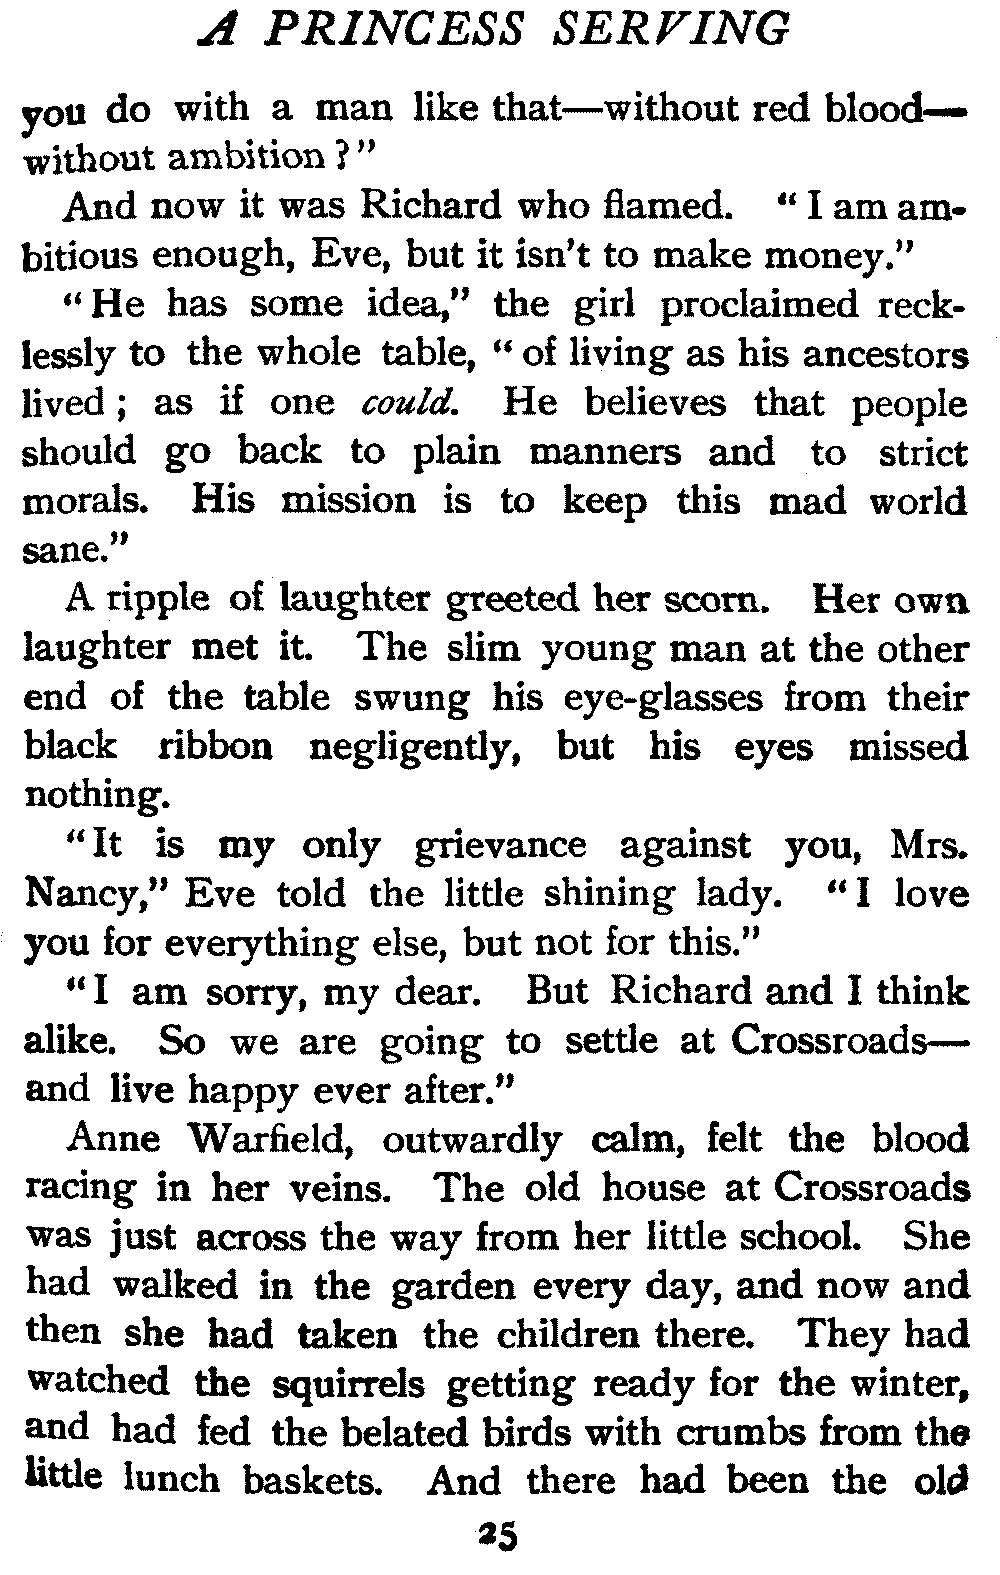 A PRINCESS SERVING
you do with a man like that—without red blood—
without ambition?"
And now it was Richard who flamed. "I am am-
bitious enough, Eve, but it isn't to make money."
"He has some idea," the girl proclaimed reck-
lessly to the whole table, "of living as his ancestors
lived; as if one could. He believes that people
should go back to plain manners and to strict
morals. His mission is to keep this mad world
sane."
A ripple of laughter greeted her scorn. Her own
laughter met it. The slim young man at the other
end of the table swung his eye-glasses from their
black ribbon negligently, but his eyes missed
nothing.
"It is my only grievance against you, Mrs.
Nancy," Eve told the little shining lady. "I love
you for everything else, but not for this."
"I am sorry, my dear. But Richard and I think
alike. So we are going to settle at Crossroads—
and live happy ever after."
Anne Warfield, outwardly calm, felt the blood
racing in her veins. The old house at Crossroads
was just across the way from her little school. She
had walked in the garden every day, and now and
then she had taken the children there. They had
watched the squirrels getting ready for the winter,
and had fed the belated birds with crumbs from the
little lunch baskets. And there had been the old
25